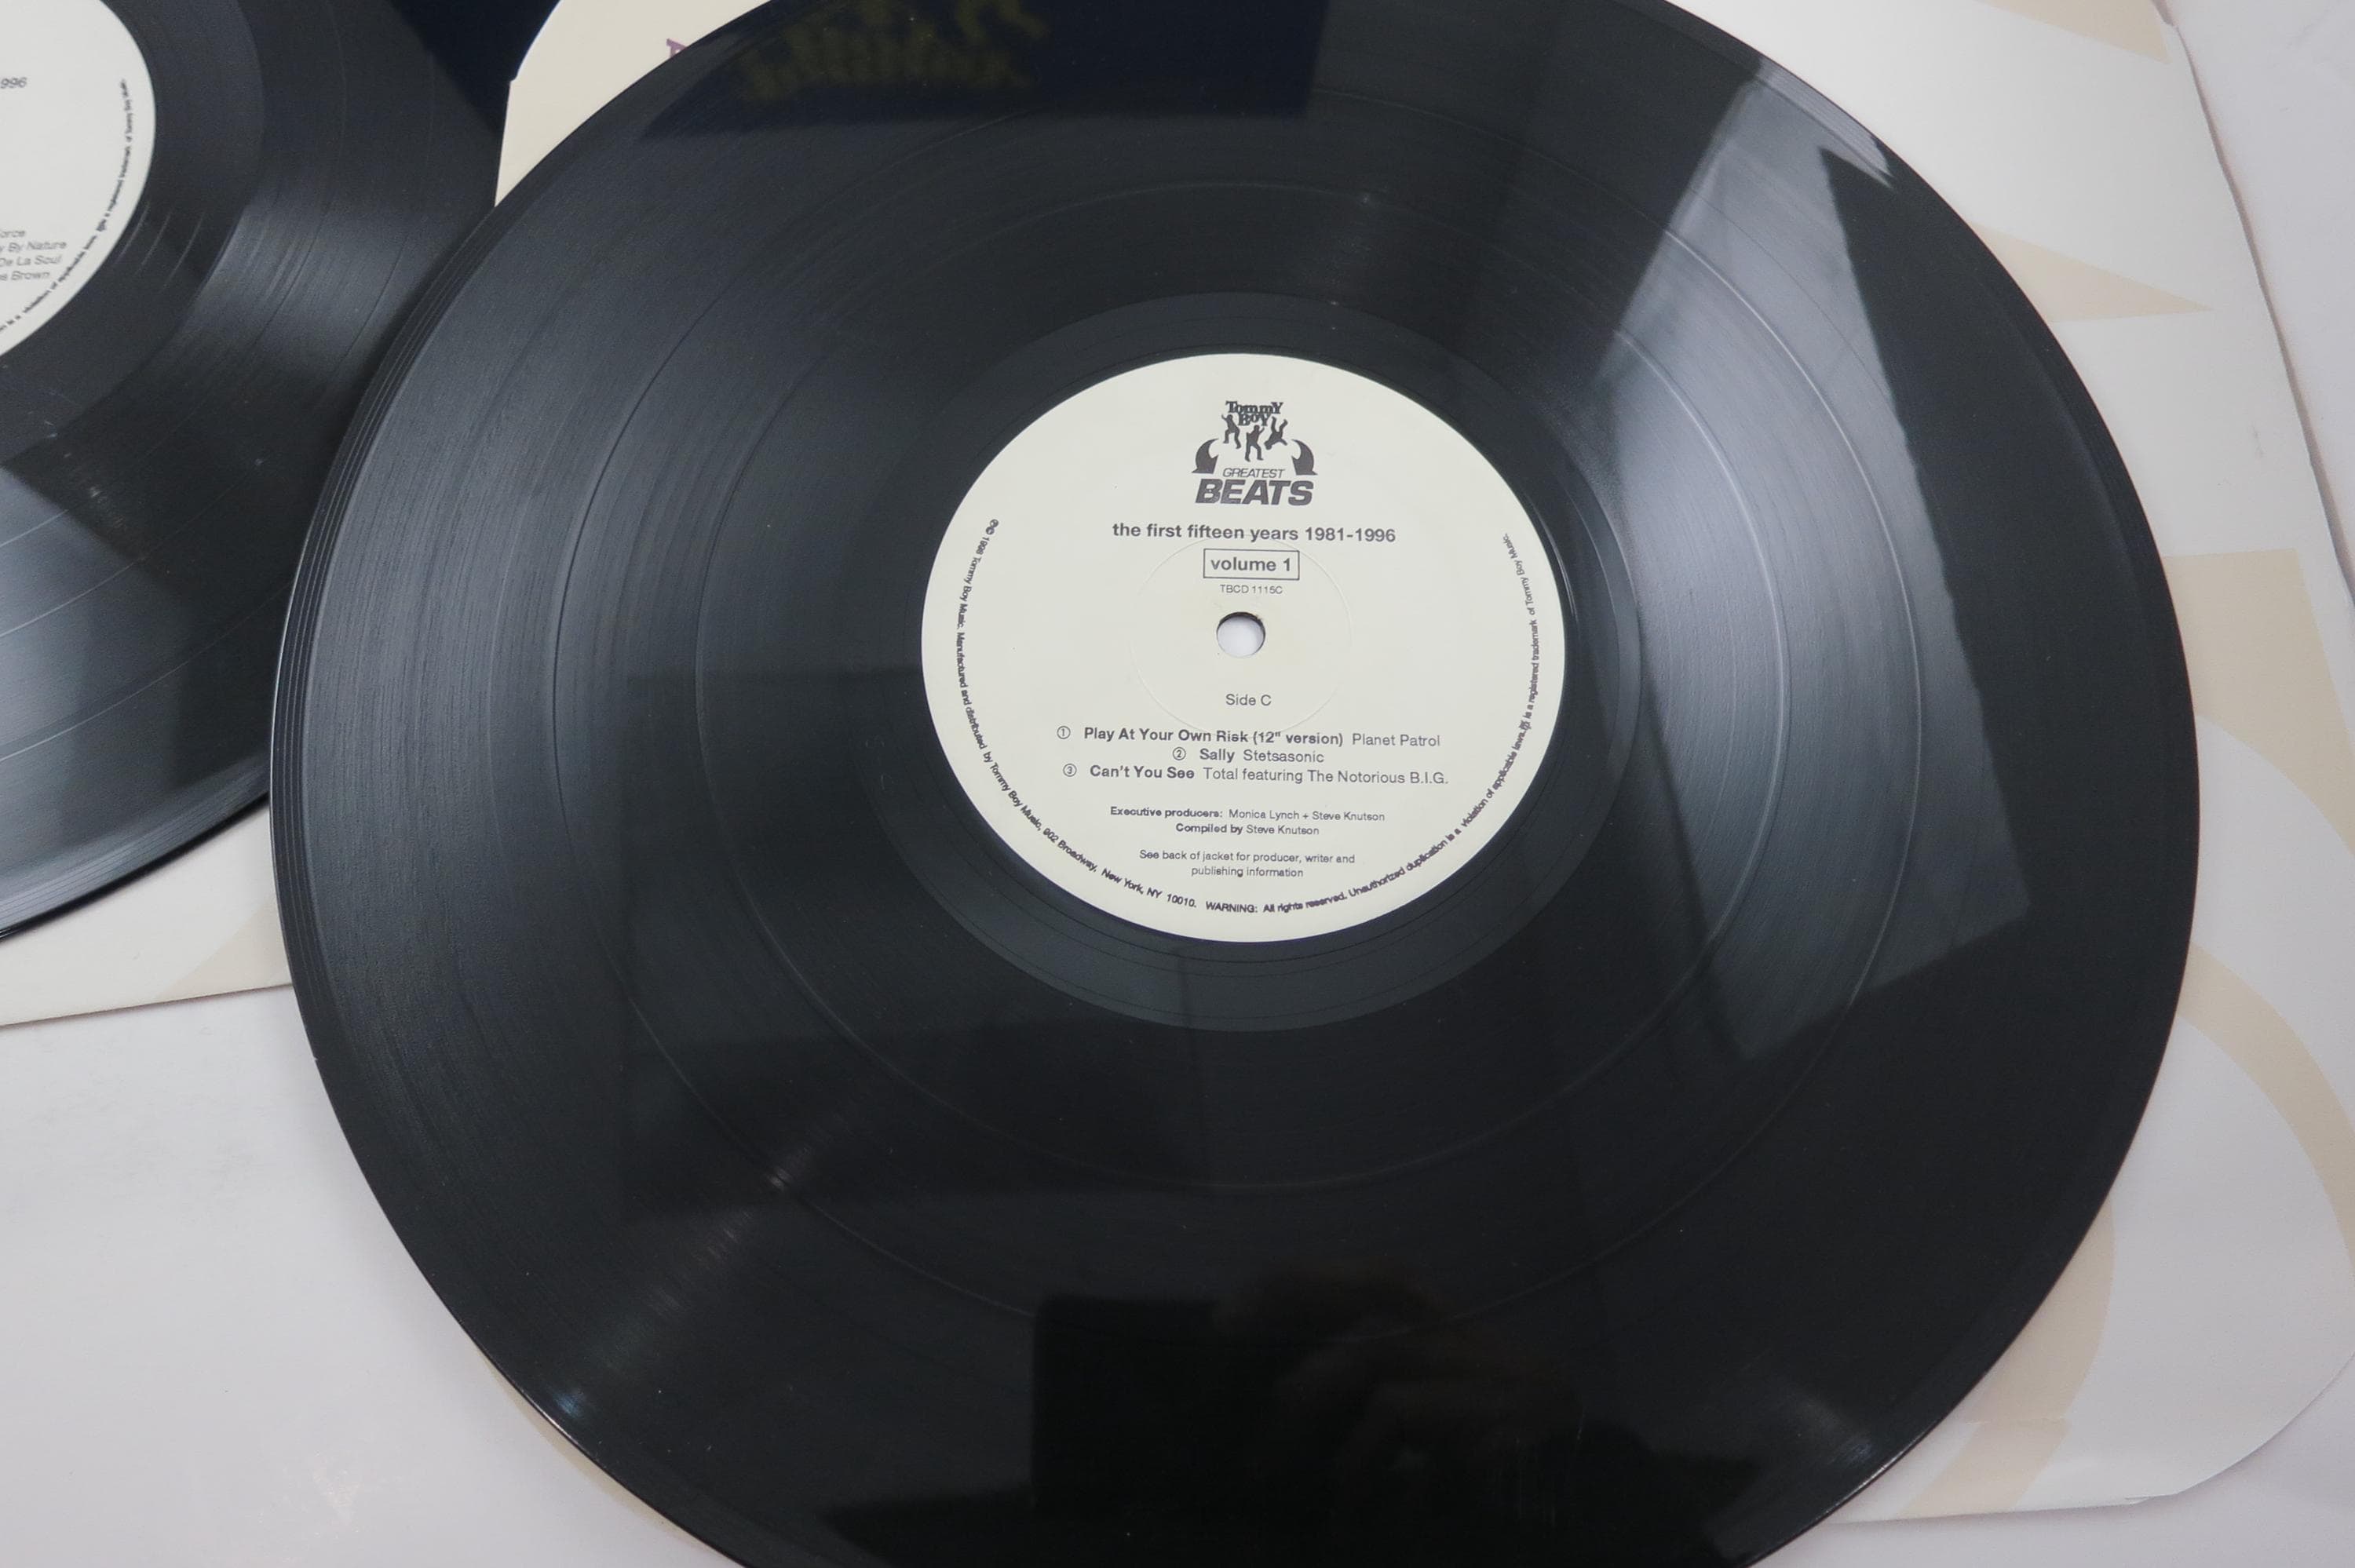 996
orce
y By Nature
De La Soul
s Brown
Tommy
Boy
GREATEST
BEATS
the first fifteen years 1981-1996
volume 1
TBCD 1115C
Side C
① Play At Your Own Risk (12" version) Planet Patrol
② Sally Stetsasonic
③ Can't You See Total featuring The Notorious B.I.G.
Executive producers: Monica Lynch + Steve Knutson
Compiled by Steve Knutson
See back of jacket for producer, writer and
publishing information
℗© 1998 Tommy Boy Music. Manufactured and distributed by Tommy Boy Music, 902 Broadway, New York, NY 10010. WARNING: All rights reserved. Unauthorized duplication is a violation of applicable laws. is a registered trademark of Tommy Boy Music.